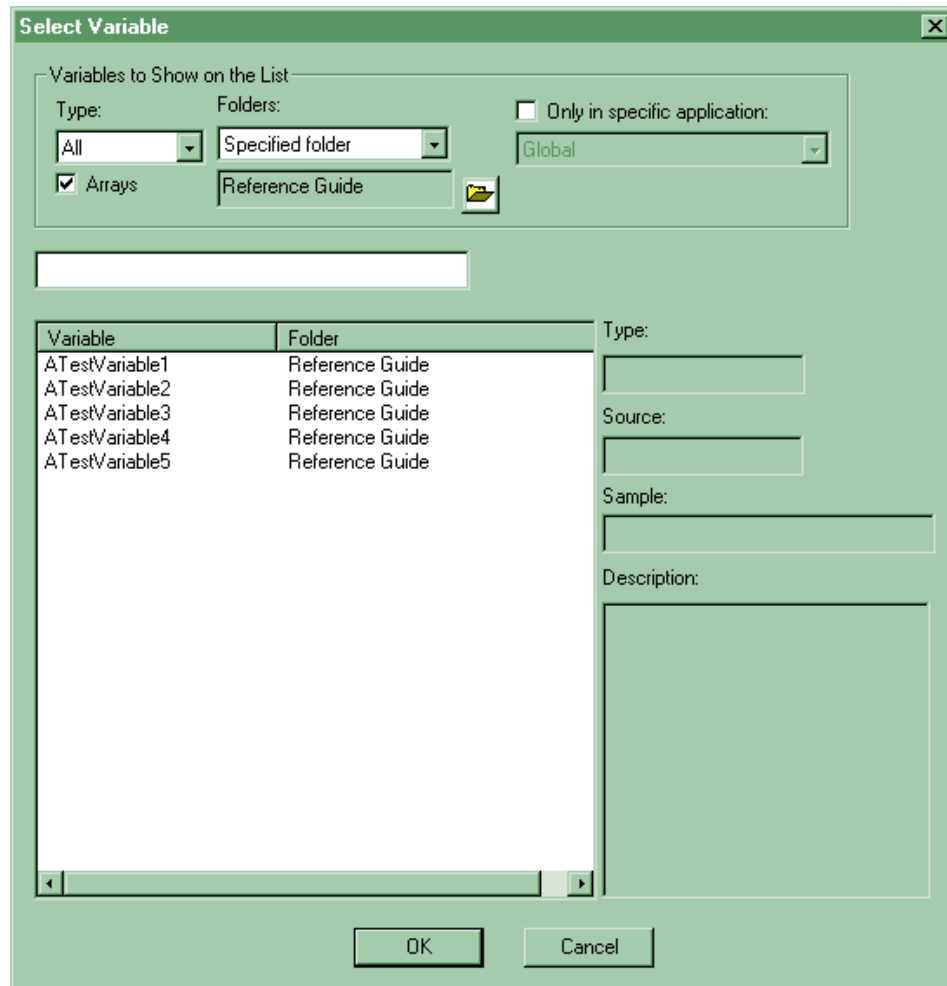 Select Variable
Variables to Show on the List
Type:
Folders:
Only in specific application:
All
Specified folder
Global
Arrays
Reference Guide
Variable Folder
ATestVariable1 Reference Guide
ATestVariable2 Reference Guide
ATestVariable3 Reference Guide
ATestVariable4 Reference Guide
ATestVariable5 Reference Guide
Type:
Source:
Sample:
Description:
OK
Cancel